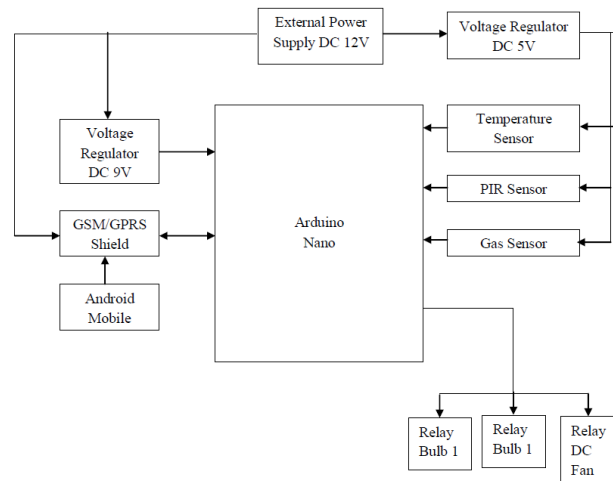 External Power
Supply DC 12V
Voltage Regulator
DC 5V
Voltage
Regulator
DC 9V
Temperature
Sensor
PIR Sensor
Arduino
Nano
GSM/GPRS
Shield
Gas Sensor
Android
Mobile
Relay
Bulb 1
Relay
Bulb 1
Relay
DC
Fan